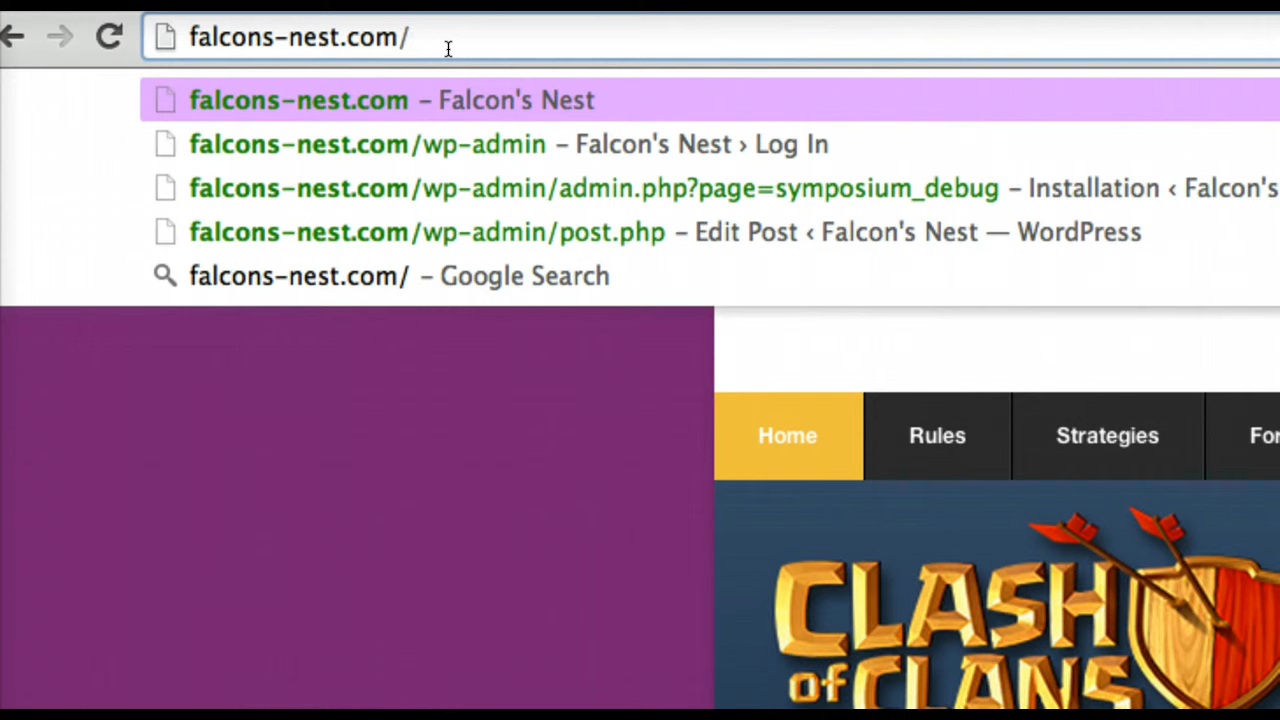 falcons-nest.com/
falcons-nest.com – Falcon's Nest
falcons-nest.com/wp-admin – Falcon's Nest › Log In
falcons-nest.com/wp-admin/admin.php?page=symposium_debug – Installation ‹ Falcon's
falcons-nest.com/wp-admin/post.php – Edit Post ‹ Falcon's Nest — WordPress
falcons-nest.com/ – Google Search
Home Rules Strategies For
CLASH
of CLANS